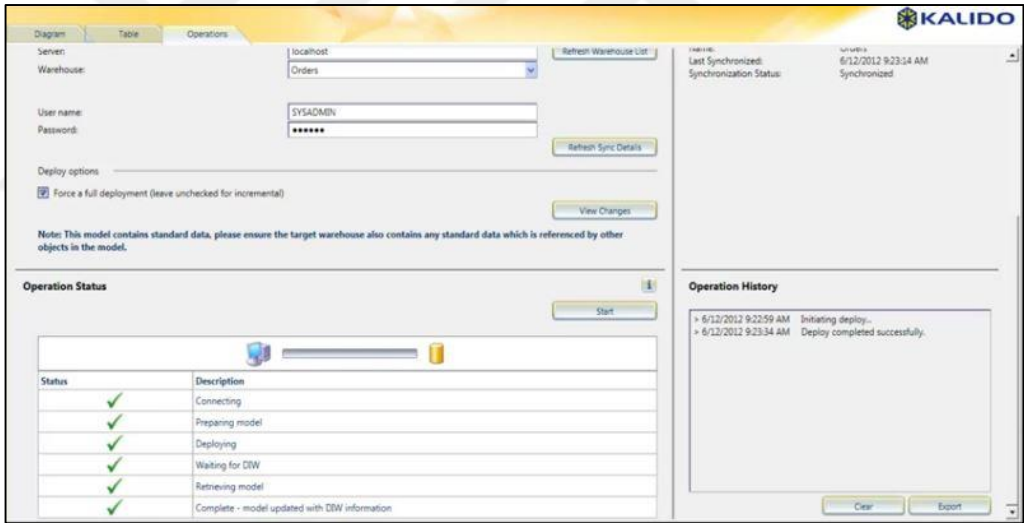 KALIDO
Diagram Table Operations
Server: localhost Refresh Warehouse List
Warehouse: Orders
User name: SYSADMIN
Password: ******
Refresh Sync Details
Deploy options
Force a full deployment (leave unchecked for incremental)
View Changes
Note: This model contains standard data, please ensure the target warehouse also contains any standard data which is referenced by other
objects in the model.
Name: Orders
Last Synchronized: 6/12/2012 9:23:14 AM
Synchronization Status: Synchronized
Operation Status
Start
Status Description
Connecting
Preparing model
Deploying
Waiting for DIW
Retrieving model
Complete - model updated with DIW information
Operation History
> 6/12/2012 9:22:59 AM Initiating deploy...
> 6/12/2012 9:23:34 AM Deploy completed successfully.
Clear Export